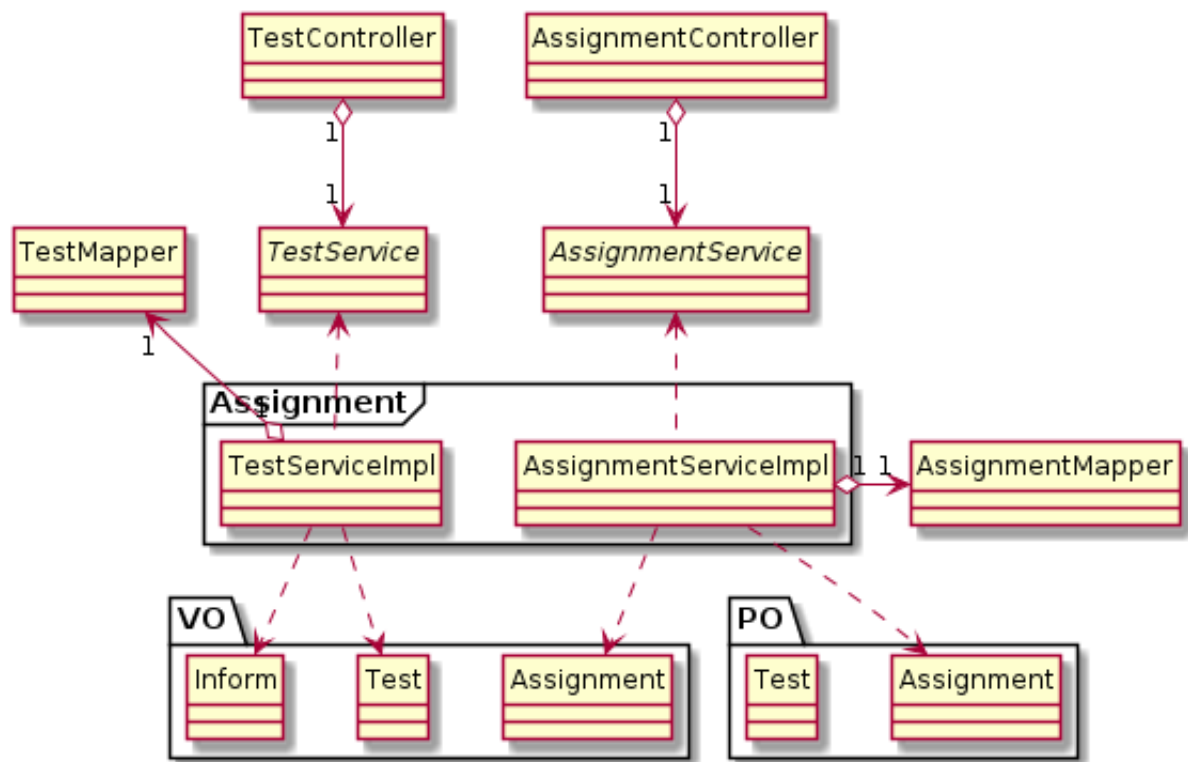 TestController
AssignmentController
1
1
1
1
TestMapper
TestService
AssignmentService
1
Assignment
1
TestServiceImpl
AssignmentServiceImpl
1
1
AssignmentMapper
VO
PO
Inform
Test
Assignment
Test
Assignment